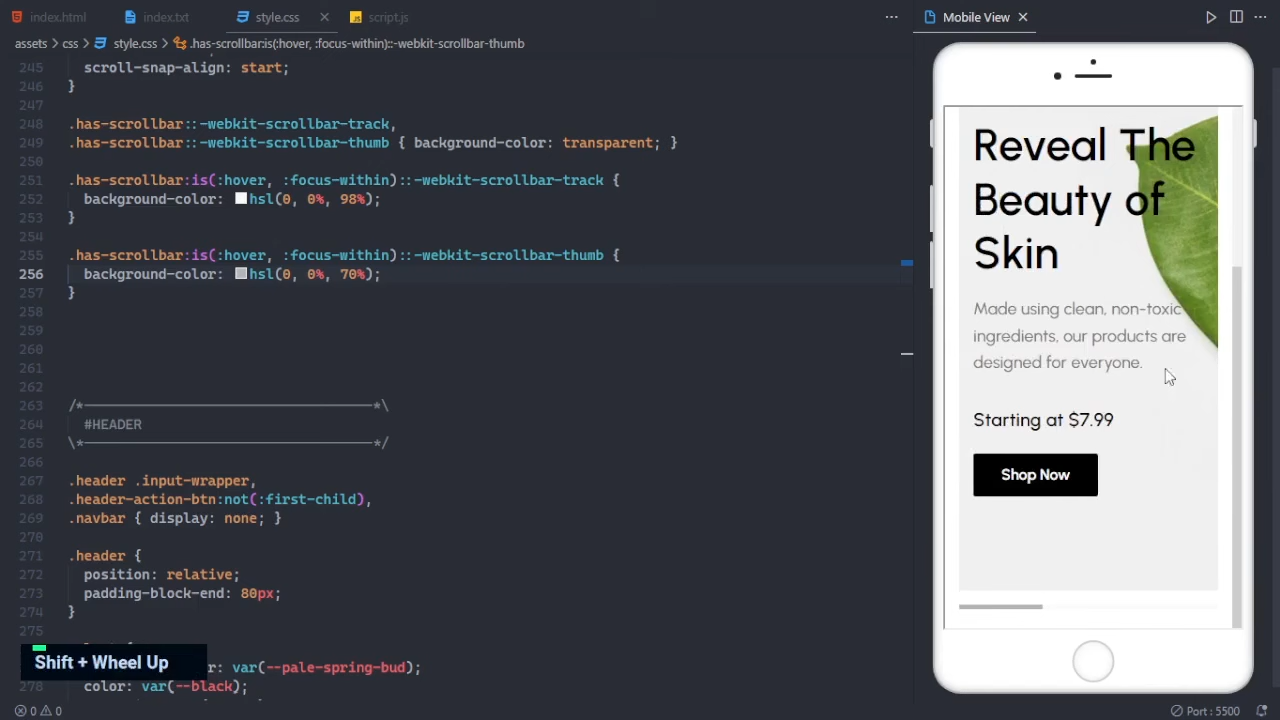 index.html
index.txt
style.css
script.js
Mobile View
assets > css > style.css > .has-scrollbar:is(:hover, :focus-within)::-webkit-scrollbar-thumb
245 scroll-snap-align: start;
246 }
247
248 .has-scrollbar::-webkit-scrollbar-track,
249 .has-scrollbar::-webkit-scrollbar-thumb { background-color: transparent; }
250
251 .has-scrollbar:is(:hover, :focus-within)::-webkit-scrollbar-track {
252 background-color: hsl(0, 0%, 98%);
253 }
254
255 .has-scrollbar:is(:hover, :focus-within)::-webkit-scrollbar-thumb {
256 background-color: hsl(0, 0%, 70%);
257 }
258
259
260
261
262
263 /*-----------------------------------*\
264 #HEADER
265 \*-----------------------------------*/
266
267 .header .input-wrapper,
268 .header-action-btn:not(:first-child),
269 .navbar { display: none; }
270
271 .header {
272 position: relative;
273 padding-block-end: 80px;
274 }
275
r: var(--pale-spring-bud);
278 color: var(--black);
Shift + Wheel Up
Reveal The
Beauty of
Skin
Made using clean, non-toxic
ingredients, our products are
designed for everyone.
Starting at $7.99
Shop Now
0 0
Port : 5500